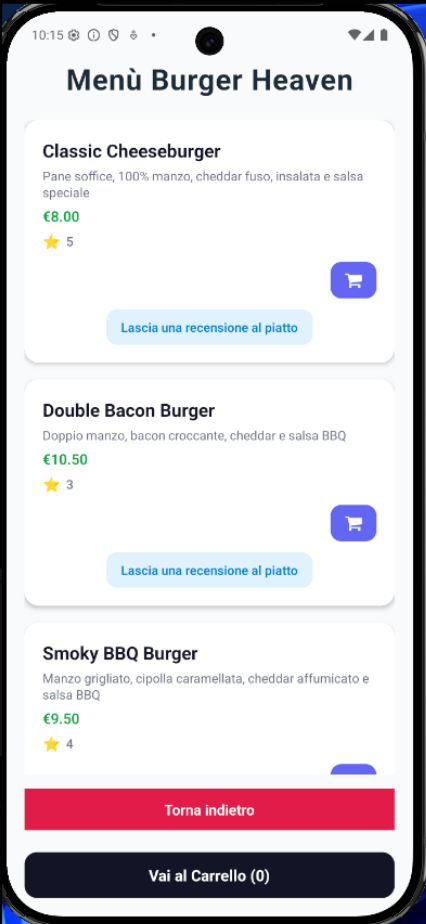 10:15
Menù Burger Heaven
Classic Cheeseburger
Pane soffice, 100% manzo, cheddar fuso, insalata e salsa
speciale
€8.00
5
Lascia una recensione al piatto
Double Bacon Burger
Doppio manzo, bacon croccante, cheddar e salsa BBQ
€10.50
3
Lascia una recensione al piatto
Smoky BBQ Burger
Manzo grigliato, cipolla caramellata, cheddar affumicato e
salsa BBQ
€9.50
4
Torna indietro
Vai al Carrello (0)